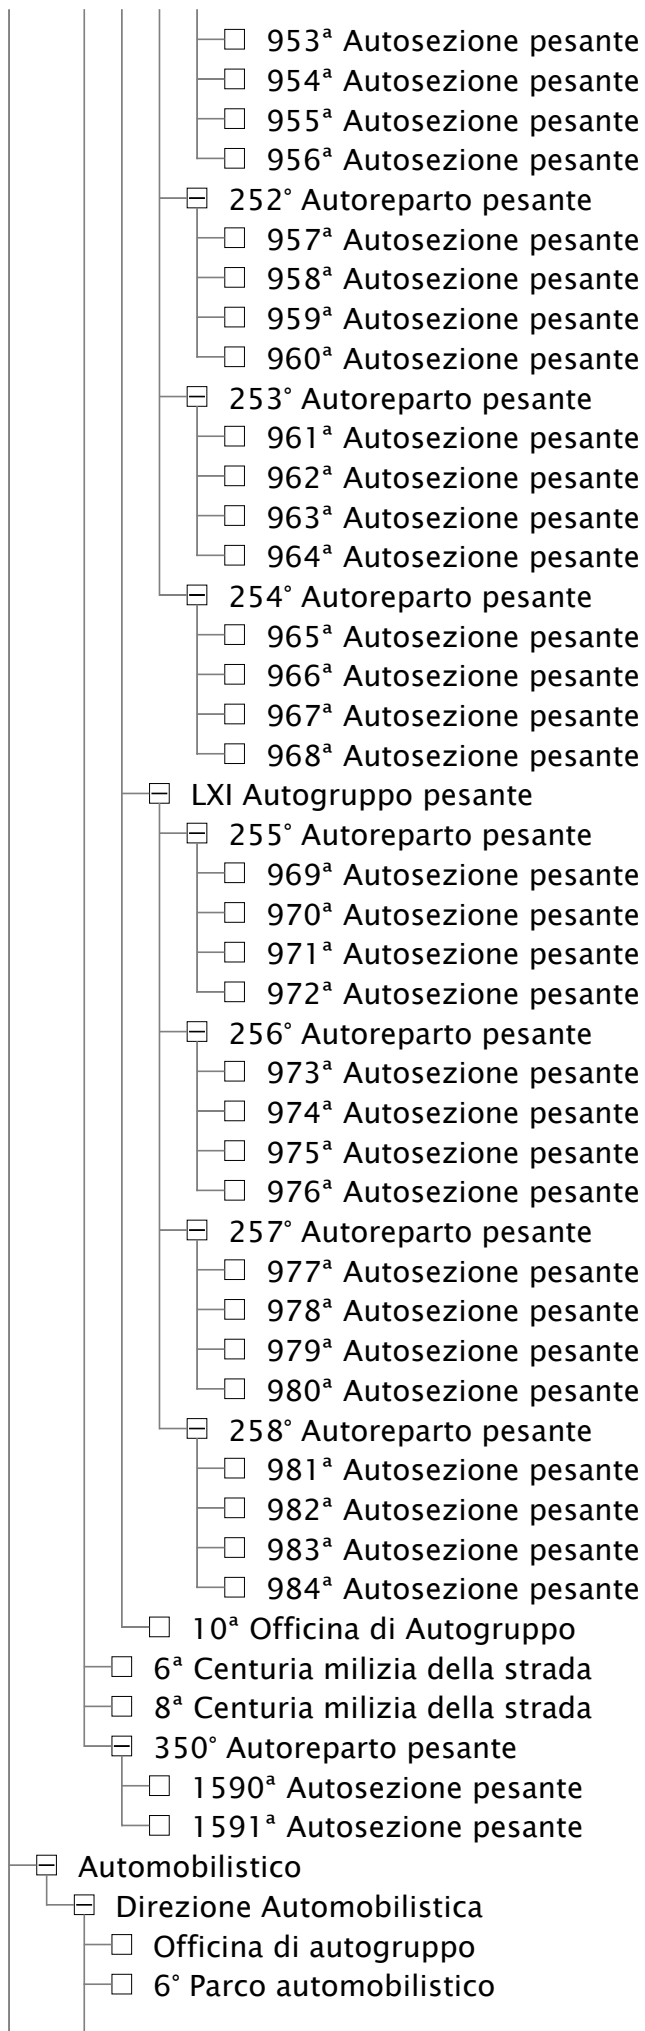 953ª Autosezione pesante
954ª Autosezione pesante
955ª Autosezione pesante
956ª Autosezione pesante
252° Autoreparto pesante
957ª Autosezione pesante
958ª Autosezione pesante
959ª Autosezione pesante
960ª Autosezione pesante
253° Autoreparto pesante
961ª Autosezione pesante
962ª Autosezione pesante
963ª Autosezione pesante
964ª Autosezione pesante
254° Autoreparto pesante
965ª Autosezione pesante
966ª Autosezione pesante
967ª Autosezione pesante
968ª Autosezione pesante
LXI Autogruppo pesante
255° Autoreparto pesante
969ª Autosezione pesante
970ª Autosezione pesante
971ª Autosezione pesante
972ª Autosezione pesante
256° Autoreparto pesante
973ª Autosezione pesante
974ª Autosezione pesante
975ª Autosezione pesante
976ª Autosezione pesante
257° Autoreparto pesante
977ª Autosezione pesante
978ª Autosezione pesante
979ª Autosezione pesante
980ª Autosezione pesante
258° Autoreparto pesante
981ª Autosezione pesante
982ª Autosezione pesante
983ª Autosezione pesante
984ª Autosezione pesante
10ª Officina di Autogruppo
6ª Centuria milizia della strada
8ª Centuria milizia della strada
350° Autoreparto pesante
1590ª Autosezione pesante
1591ª Autosezione pesante
Automobilistico
Direzione Automobilistica
Officina di autogruppo
6° Parco automobilistico